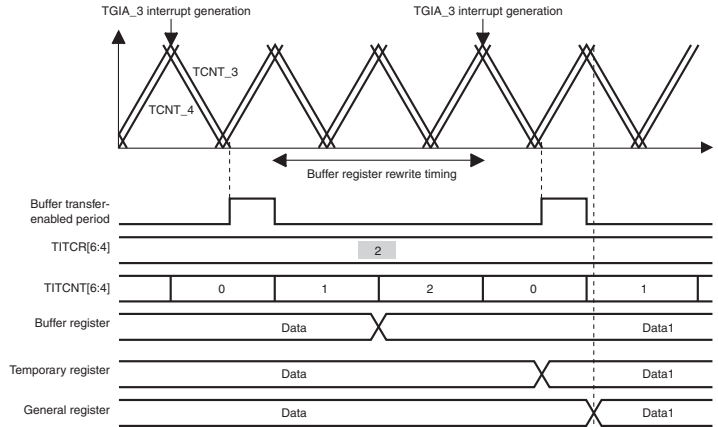 TGIA_3 interrupt generation
TGIA_3 interrupt generation
TCNT_3
TCNT_4
Buffer register rewrite timing
Buffer transfer-
enabled period
TITCR[6:4]
2
TITCNT[6:4]
0
1
2
0
1
Buffer register
Data
Data1
Temporary register
Data
Data1
General register
Data
Data1